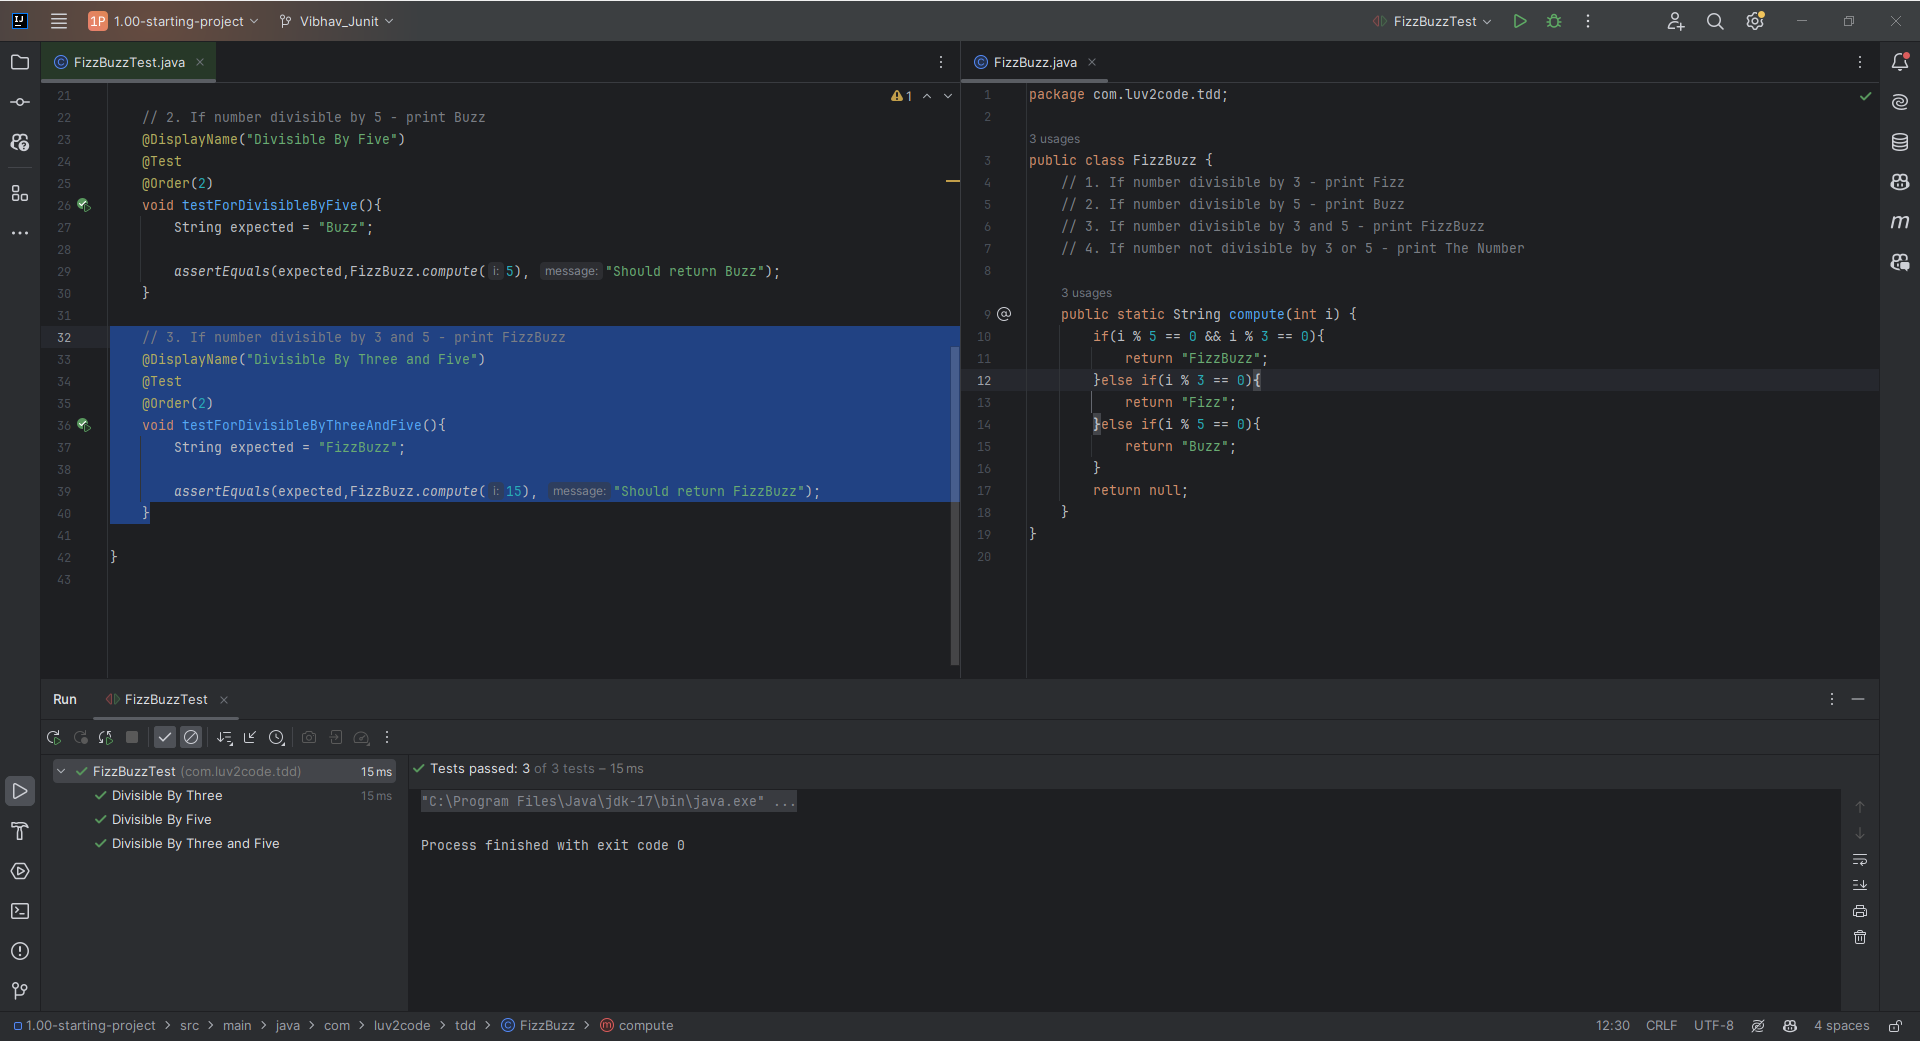 1P 1.00-starting-project Vibhav_Junit FizzBuzzTest
FizzBuzzTest.java
21
22 // 2. If number divisible by 5 - print Buzz
23 @DisplayName("Divisible By Five")
24 @Test
25 @Order(2)
26 void testForDivisibleByFive(){
27 String expected = "Buzz";
28
29 assertEquals(expected,FizzBuzz.compute( i: 5), message: "Should return Buzz");
30 }
31
32 // 3. If number divisible by 3 and 5 - print FizzBuzz
33 @DisplayName("Divisible By Three and Five")
34 @Test
35 @Order(2)
36 void testForDivisibleByThreeAndFive(){
37 String expected = "FizzBuzz";
38
39 assertEquals(expected,FizzBuzz.compute( i: 15), message: "Should return FizzBuzz");
40 }
41
42 }
43
1
FizzBuzz.java
1 package com.luv2code.tdd;
2
3 usages
3 public class FizzBuzz {
4 // 1. If number divisible by 3 - print Fizz
5 // 2. If number divisible by 5 - print Buzz
6 // 3. If number divisible by 3 and 5 - print FizzBuzz
7 // 4. If number not divisible by 3 or 5 - print The Number
8
3 usages
9 @ public static String compute(int i) {
10 if(i % 5 == 0 && i % 3 == 0){
11 return "FizzBuzz";
12 }else if(i % 3 == 0){
13 return "Fizz";
14 }else if(i % 5 == 0){
15 return "Buzz";
16 }
17 return null;
18 }
19 }
20
Run FizzBuzzTest
FizzBuzzTest (com.luv2code.tdd) 15 ms
Divisible By Three 15 ms
Divisible By Five
Divisible By Three and Five
Tests passed: 3 of 3 tests – 15 ms
"C:\Program Files\Java\jdk-17\bin\java.exe" ...
Process finished with exit code 0
1.00-starting-project > src > main > java > com > luv2code > tdd > FizzBuzz > compute
12:30 CRLF UTF-8 4 spaces